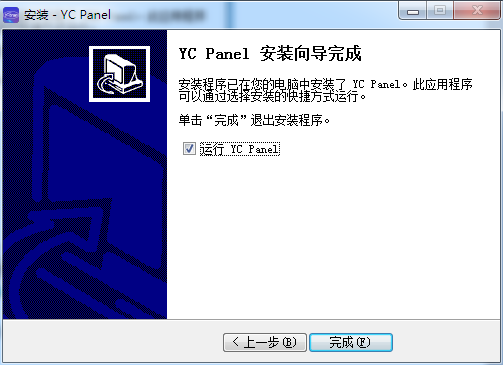 安装 - YC Panel
YC Panel 安装向导完成
安装程序已在您的电脑中安装了 YC Panel。此应用程序
可以通过选择安装的快捷方式运行。
单击“完成”退出安装程序。
运行 YC Panel
< 上一步(B)
完成(F)